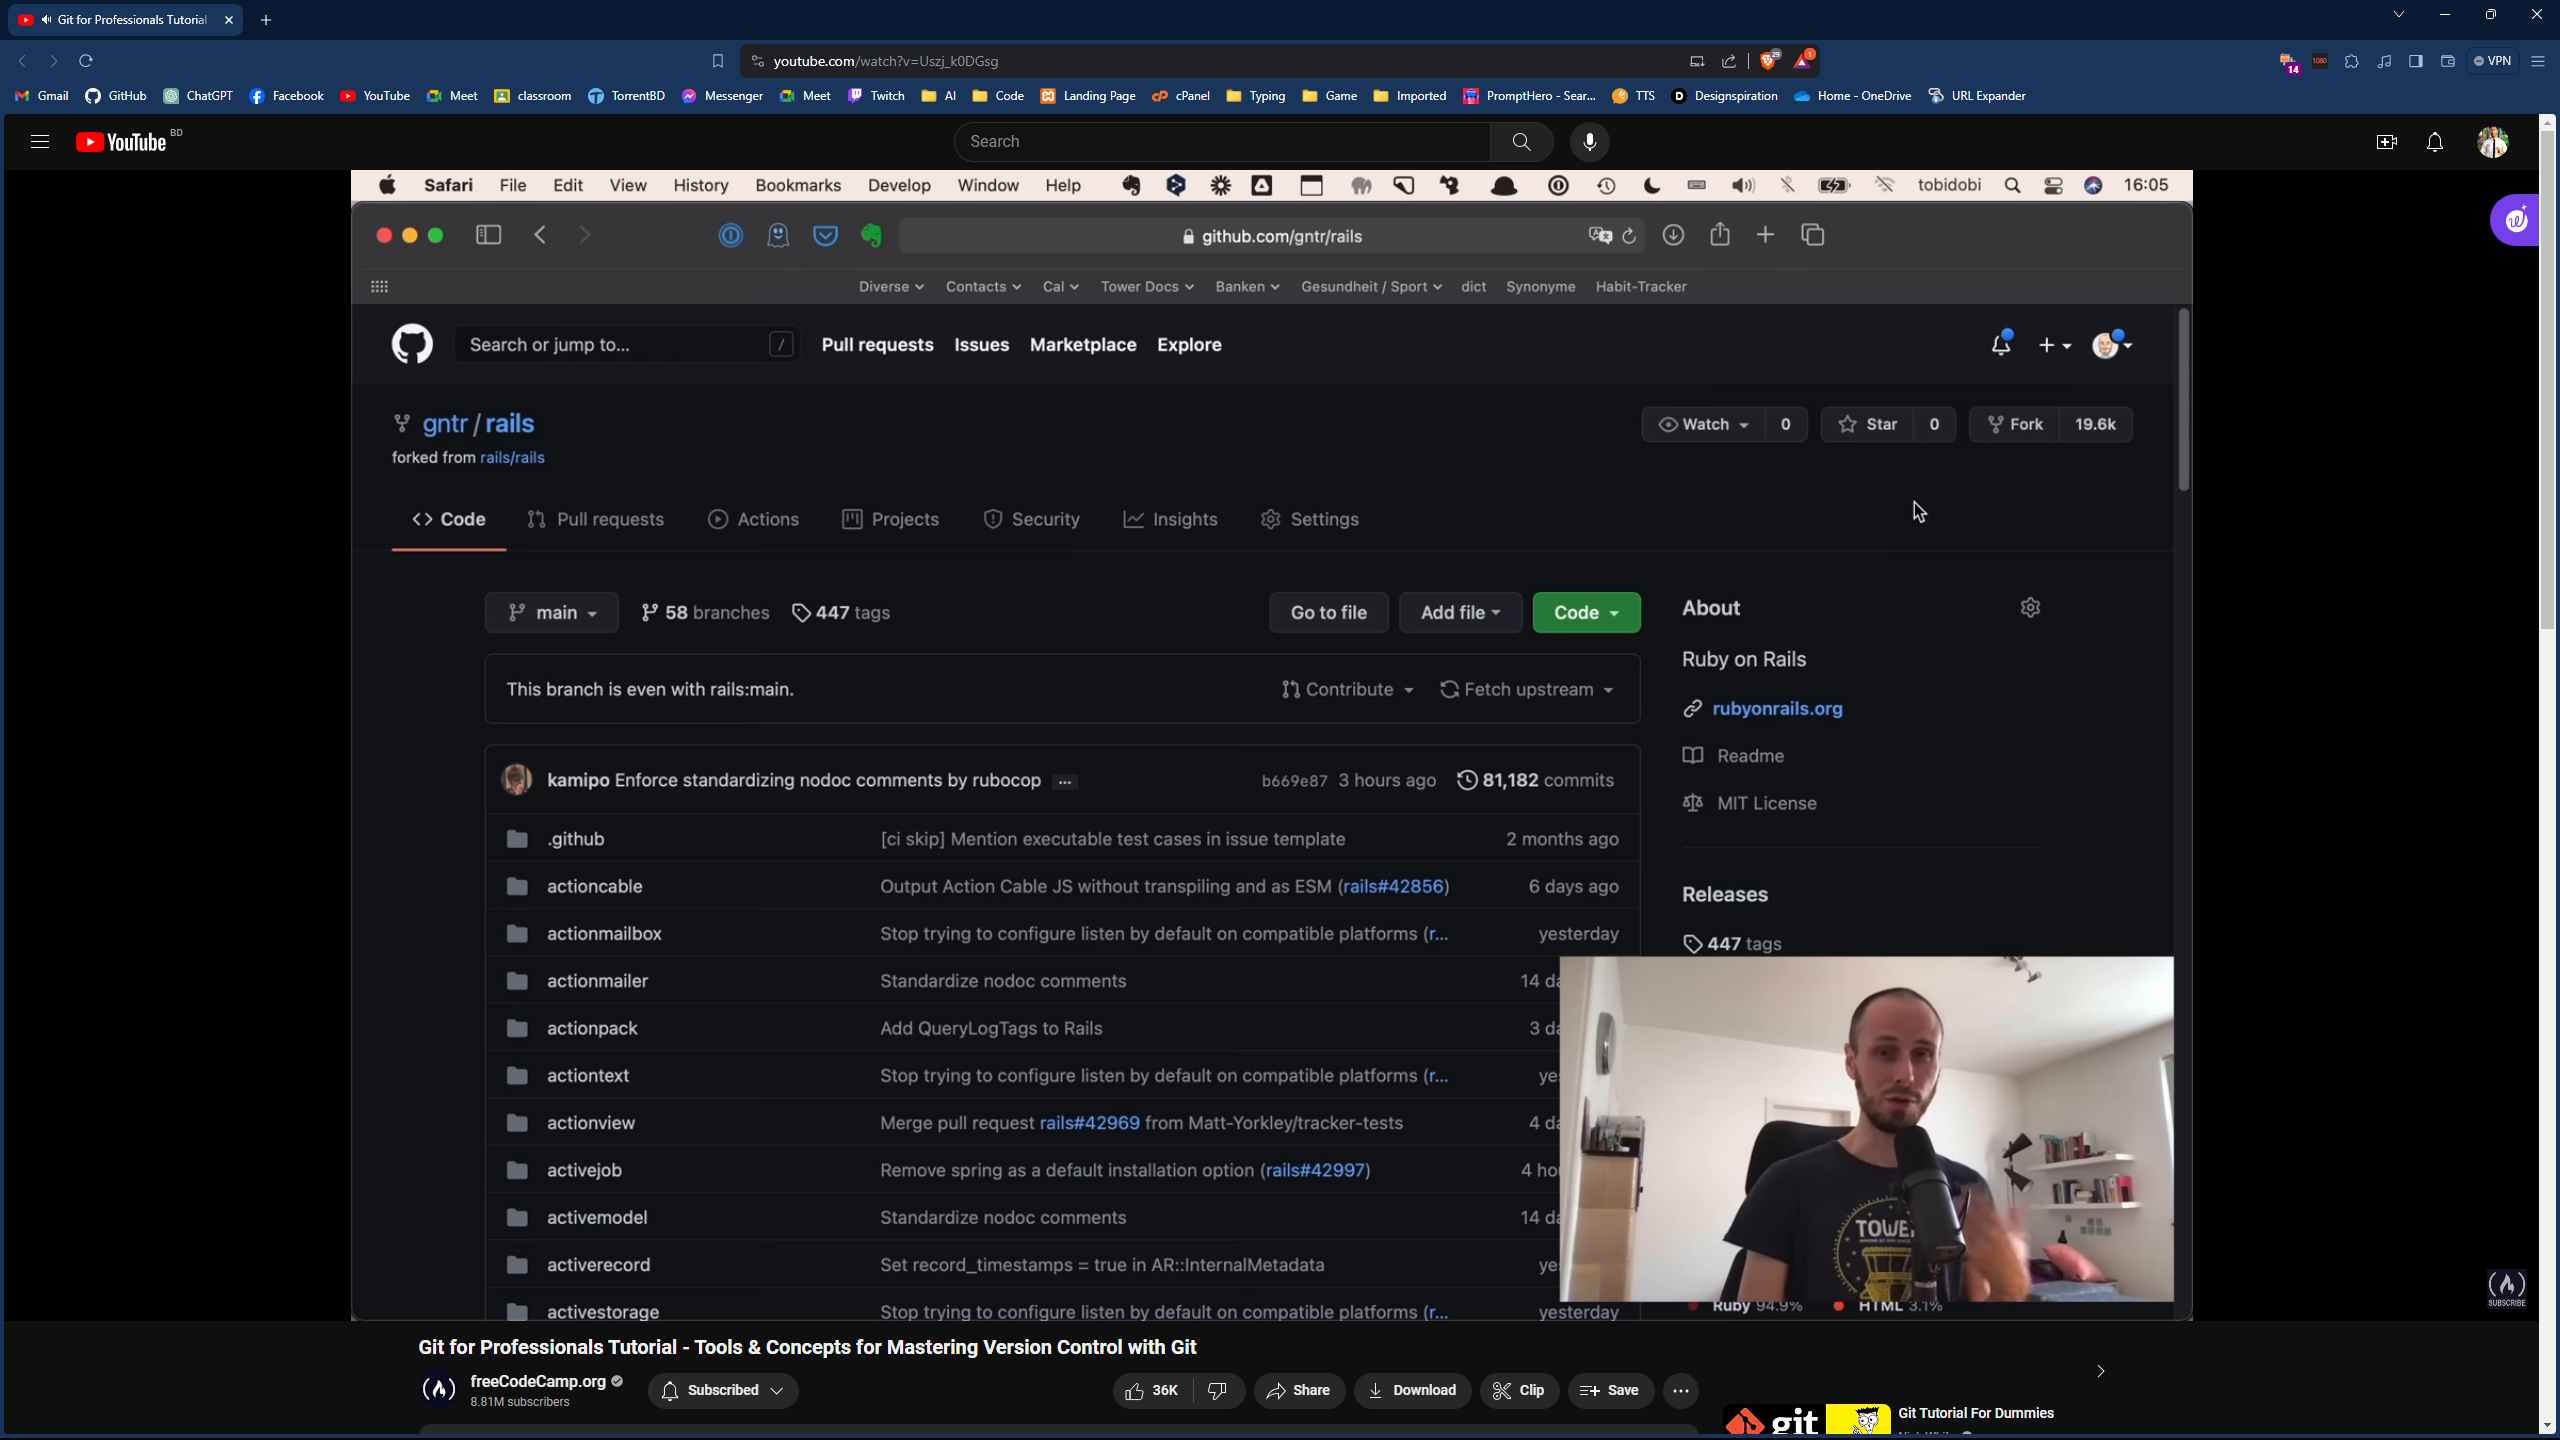 Git for Professionals Tutorial
youtube.com/watch?v=Uszj_k0DGsg
29
1
14
1080
VPN
Gmail GitHub ChatGPT Facebook YouTube Meet classroom TorrentBD Messenger Meet Twitch AI Code Landing Page cPanel Typing Game Imported PromptHero - Sear... TTS Designspiration Home - OneDrive URL Expander
YouTube BD
Search
Safari File Edit View History Bookmarks Develop Window Help tobidobi 16:05
github.com/gntr/rails
Diverse Contacts Cal Tower Docs Banken Gesundheit / Sport dict Synonyme Habit-Tracker
Search or jump to... / Pull requests Issues Marketplace Explore
gntr / rails
Watch 0 Star 0 Fork 19.6k
forked from rails/rails
Code Pull requests Actions Projects Security Insights Settings
main 58 branches 447 tags Go to file Add file Code
This branch is even with rails:main. Contribute Fetch upstream
kamipo Enforce standardizing nodoc comments by rubocop ... b669e87 3 hours ago 81,182 commits
.github [ci skip] Mention executable test cases in issue template 2 months ago
actioncable Output Action Cable JS without transpiling and as ESM (rails#42856) 6 days ago
actionmailbox Stop trying to configure listen by default on compatible platforms (r... yesterday
actionmailer Standardize nodoc comments 14 da
actionpack Add QueryLogTags to Rails 3 da
actiontext Stop trying to configure listen by default on compatible platforms (r... yes
actionview Merge pull request rails#42969 from Matt-Yorkley/tracker-tests 4 da
activejob Remove spring as a default installation option (rails#42997) 4 hou
activemodel Standardize nodoc comments 14 da
activerecord Set record_timestamps = true in AR::InternalMetadata yes
activestorage Stop trying to configure listen by default on compatible platforms (r... yesterday
About
Ruby on Rails
rubyonrails.org
Readme
MIT License
Releases
447 tags
TOWE
Ruby 94.9% HTML 3.1%
SUBSCRIBE
Git for Professionals Tutorial - Tools & Concepts for Mastering Version Control with Git
freeCodeCamp.org
8.81M subscribers
Subscribed
36K Share Download Clip Save
git
Git Tutorial For Dummies